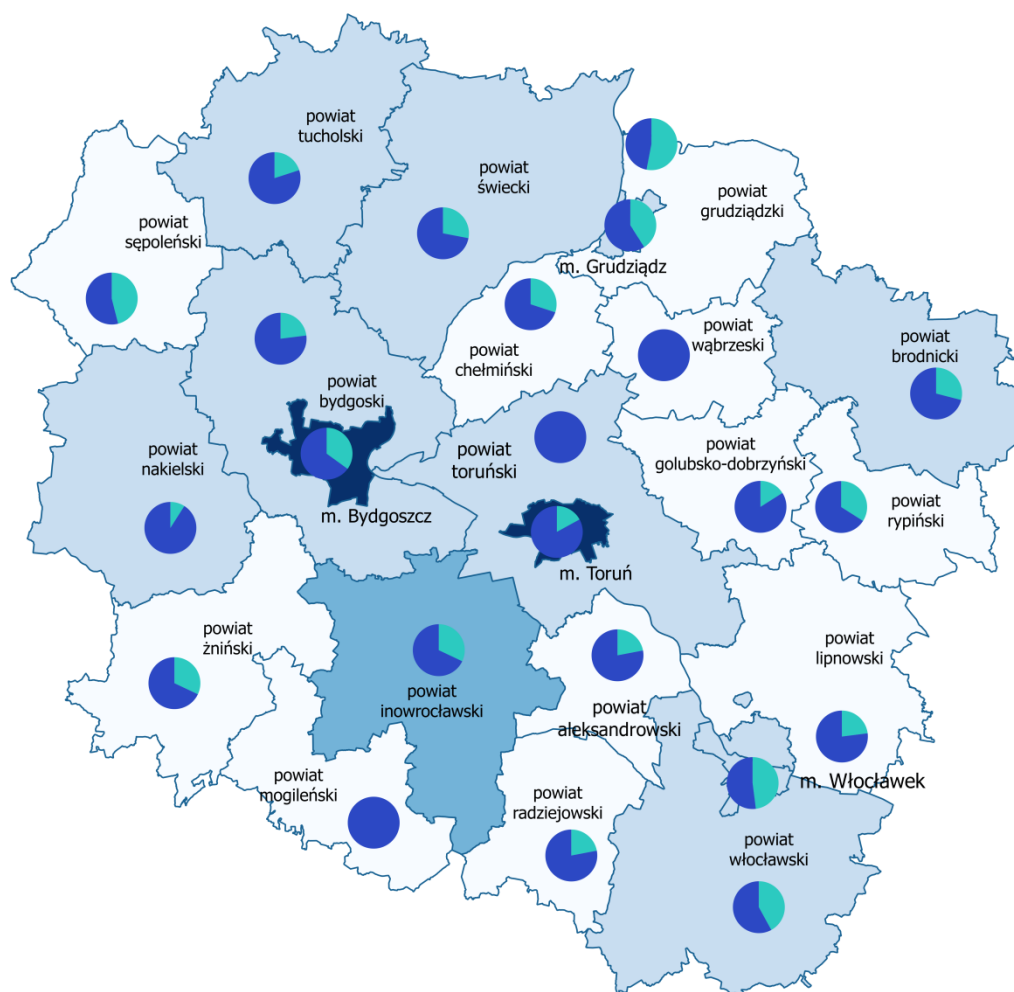 powiat
tucholski
powiat
świecki
powiat
grudziądzki
powiat
sępoleński
m. Grudziądz
powiat
wąbrzeski
powiat
brodnicki
powiat
chełmiński
powiat
bydgoski
powiat
nakielski
powiat
toruński
powiat
golubsko-dobrzyński
powiat
rypiński
m. Bydgoszcz
m. Toruń
powiat
żniński
powiat
lipnowski
powiat
inowrocławski
powiat
aleksandrowski
powiat
mogileński
m. Włocławek
powiat
radziejowski
powiat
włocławski